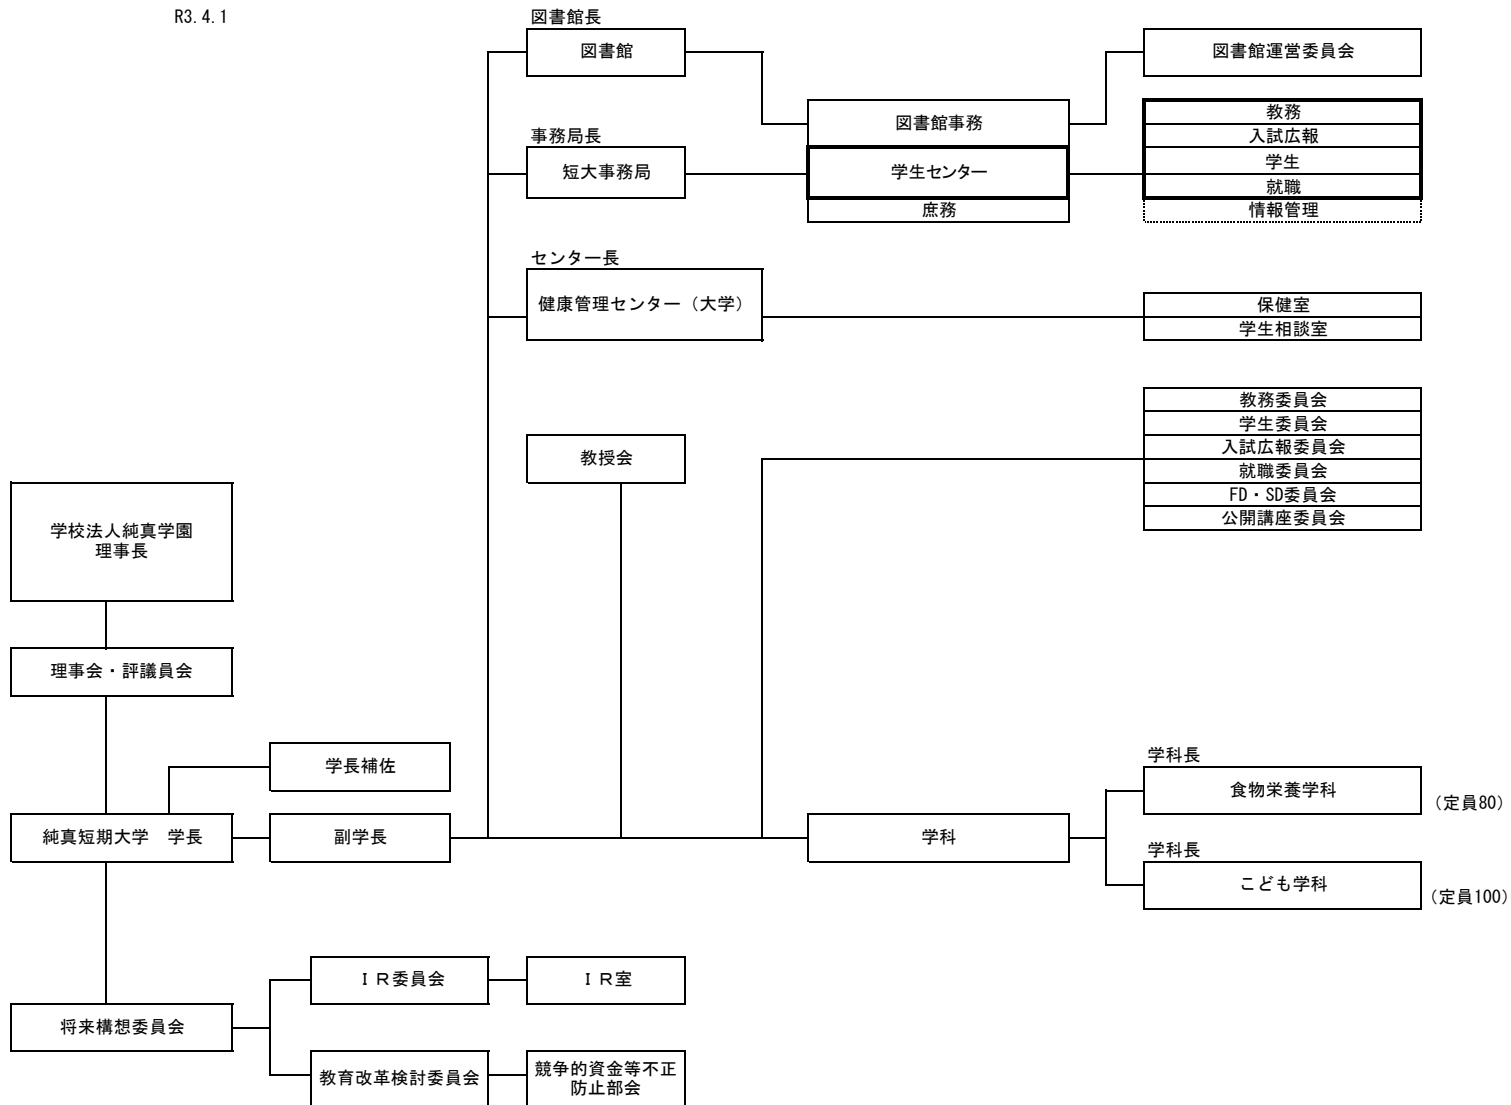 R3.4.1
図書館長
図書館
図書館運営委員会
図書館事務
事務局長
短大事務局
学生センター
庶務
教務
入試広報
学生
就職
情報管理
センター長
健康管理センター（大学）
保健室
学生相談室
教授会
教務委員会
学生委員会
入試広報委員会
就職委員会
FD・SD委員会
公開講座委員会
学校法人純真学園
理事長
理事会・評議員会
学長補佐
純真短期大学　学長
副学長
学科
学科長
食物栄養学科
（定員80）
学科長
こども学科
（定員100）
ＩＲ委員会
ＩＲ室
将来構想委員会
教育改革検討委員会
競争的資金等不正
防止部会